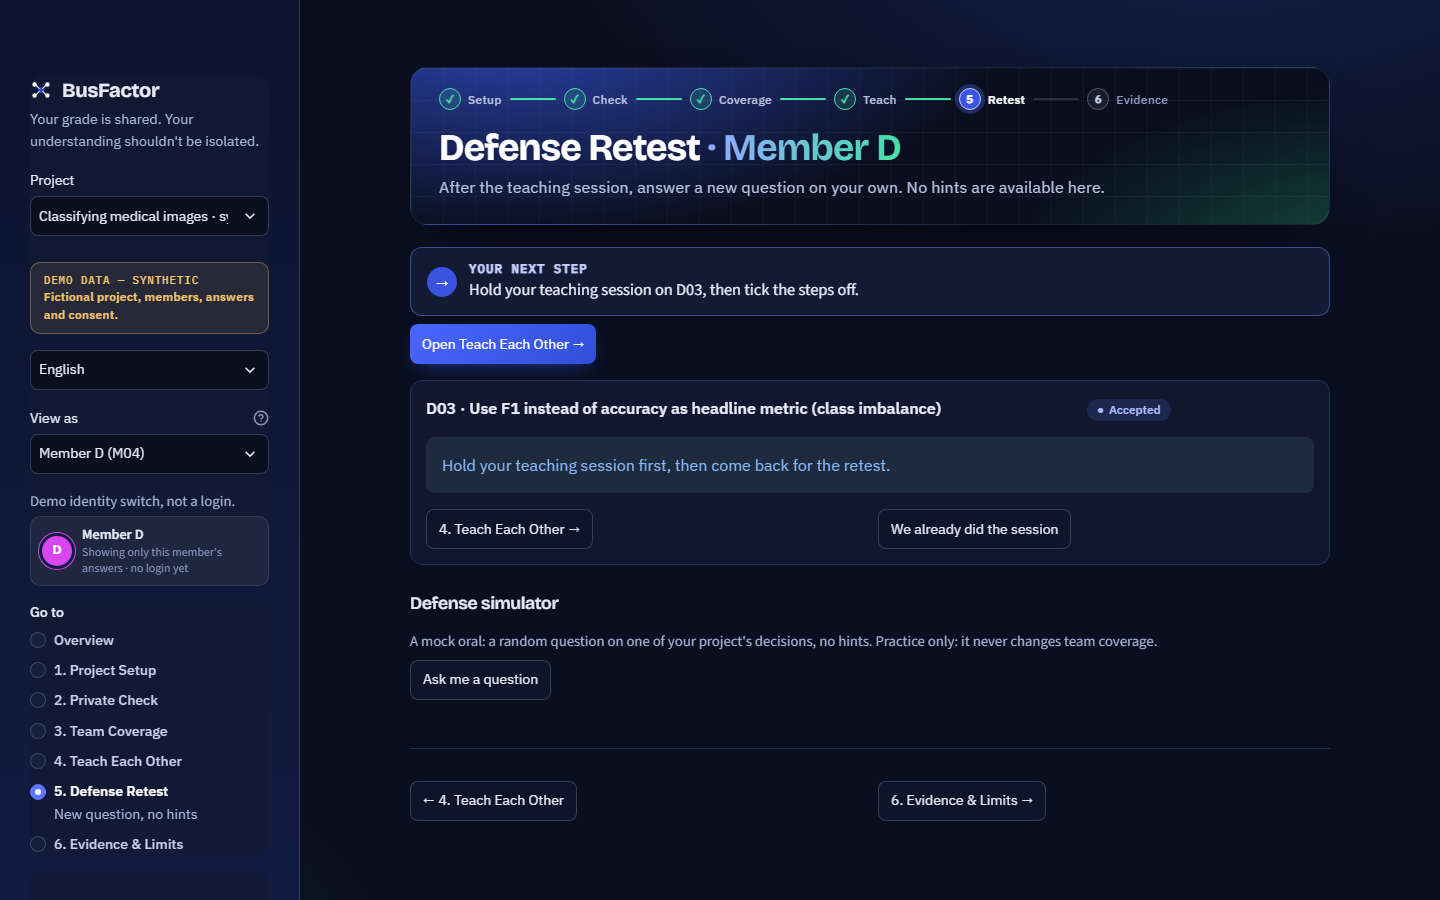 BusFactor
Your grade is shared. Your
understanding shouldn't be isolated.
Project
Classifying medical images · sy
DEMO DATA — SYNTHETIC
Fictional project, members, answers
and consent.
English
View as
Member D (M04)
Demo identity switch, not a login.
D
Member D
Showing only this member's
answers · no login yet
Go to
Overview
1. Project Setup
2. Private Check
3. Team Coverage
4. Teach Each Other
5. Defense Retest
New question, no hints
6. Evidence & Limits
✓ Setup ✓ Check ✓ Coverage ✓ Teach 5 Retest 6 Evidence
Defense Retest · Member D
After the teaching session, answer a new question on your own. No hints are available here.
YOUR NEXT STEP
→ Hold your teaching session on D03, then tick the steps off.
Open Teach Each Other →
D03 · Use F1 instead of accuracy as headline metric (class imbalance) ● Accepted
Hold your teaching session first, then come back for the retest.
4. Teach Each Other → We already did the session
Defense simulator
A mock oral: a random question on one of your project's decisions, no hints. Practice only: it never changes team coverage.
Ask me a question
← 4. Teach Each Other 6. Evidence & Limits →